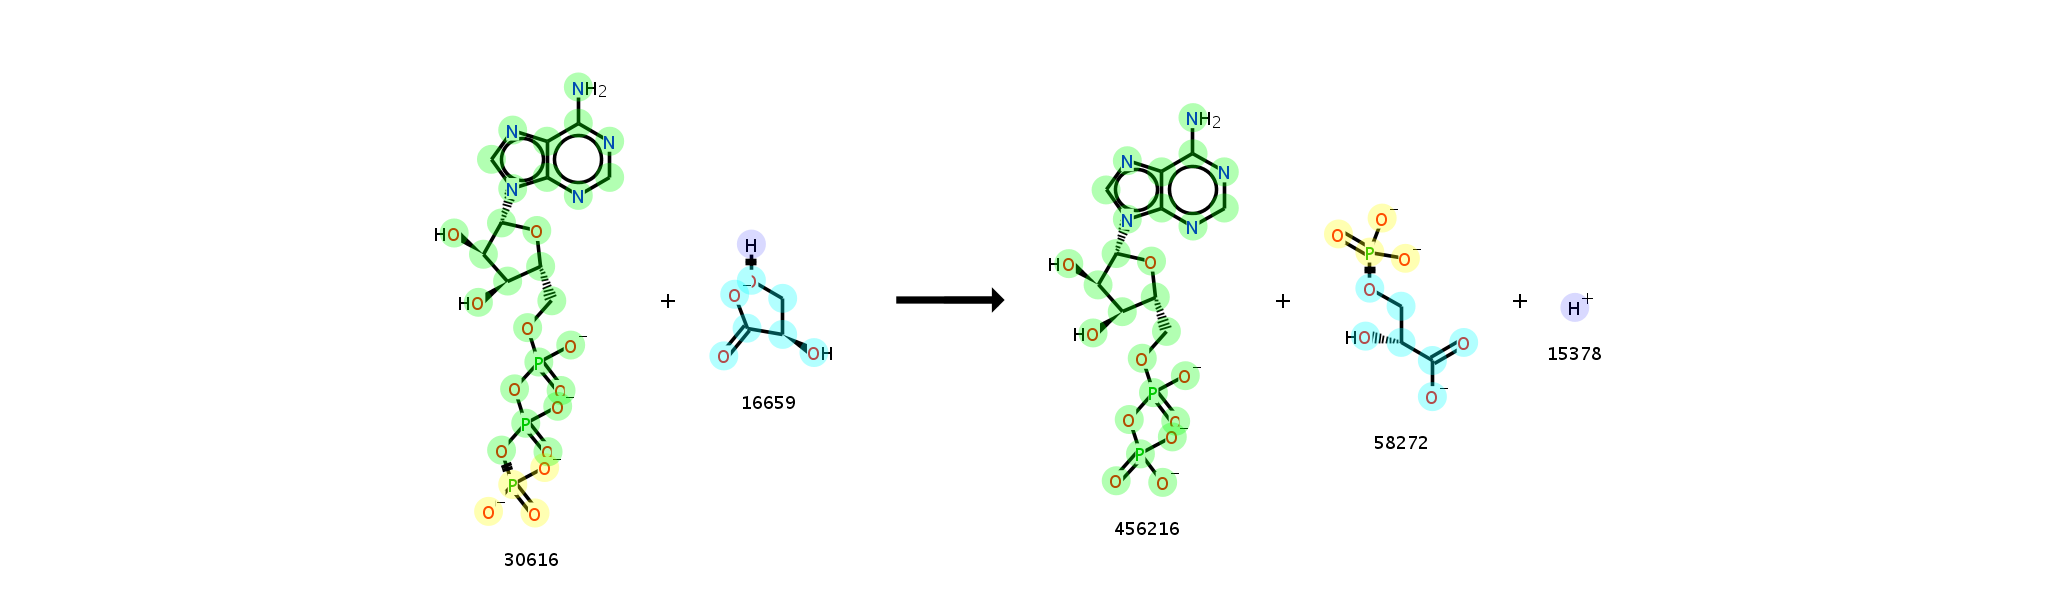 NH2
N
N
N
N
HO
O
HO
O
O-
P
O
O
O-
P
O
O
O-
P
O-
O
30616
+
H
O
O-
O
OH
16659
NH2
N
N
N
N
HO
O
HO
O
O-
P
O
O
O-
P
O
O-
456216
+
O-
O
P
O-
O
HO
O
O-
58272
+
H+
15378